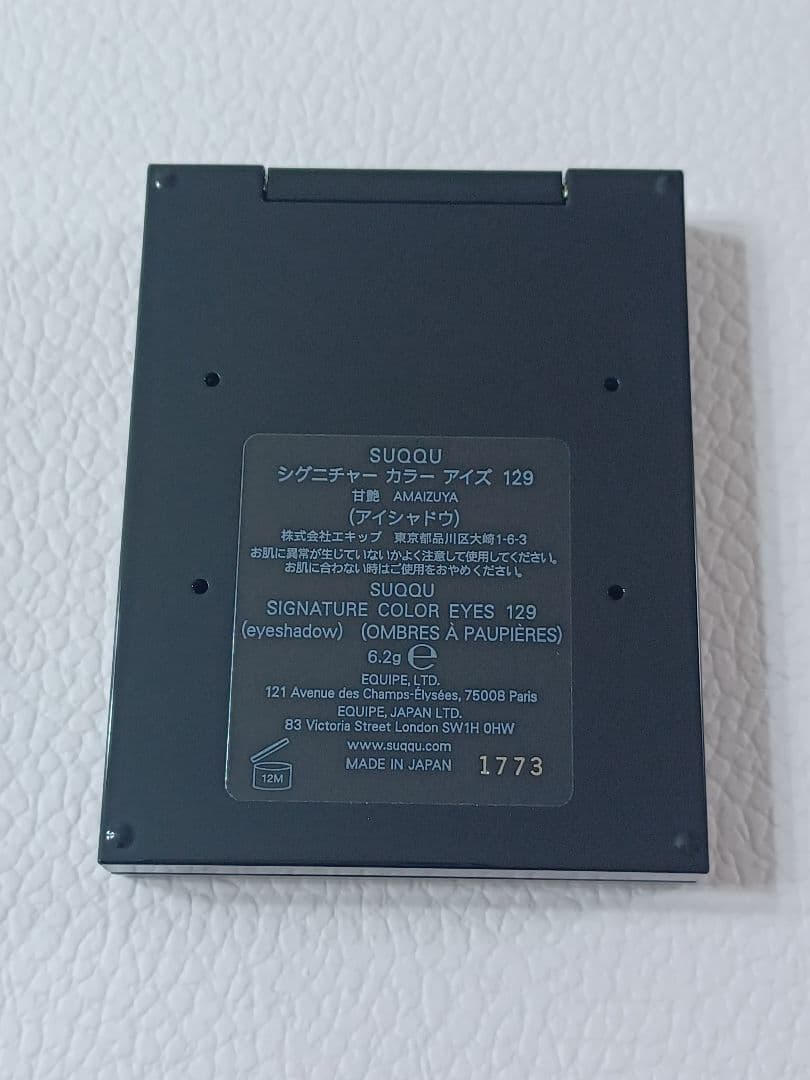 SUQQU
シグニチャー カラー アイズ 129
甘艶 AMAIZUYA
(アイシャドウ)
株式会社エキップ 東京都品川区大崎1-6-3
お肌に異常が生じていないかよく注意して使用してください。
お肌に合わない時はご使用をおやめください。
SUQQU
SIGNATURE COLOR EYES 129
(eyeshadow) (OMBRES À PAUPIÈRES)
6.2g ℮
EQUIPE, LTD.
121 Avenue des Champs-Élysées, 75008 Paris
EQUIPE, JAPAN LTD.
83 Victoria Street London SW1H 0HW
www.suqqu.com
12M MADE IN JAPAN 1773